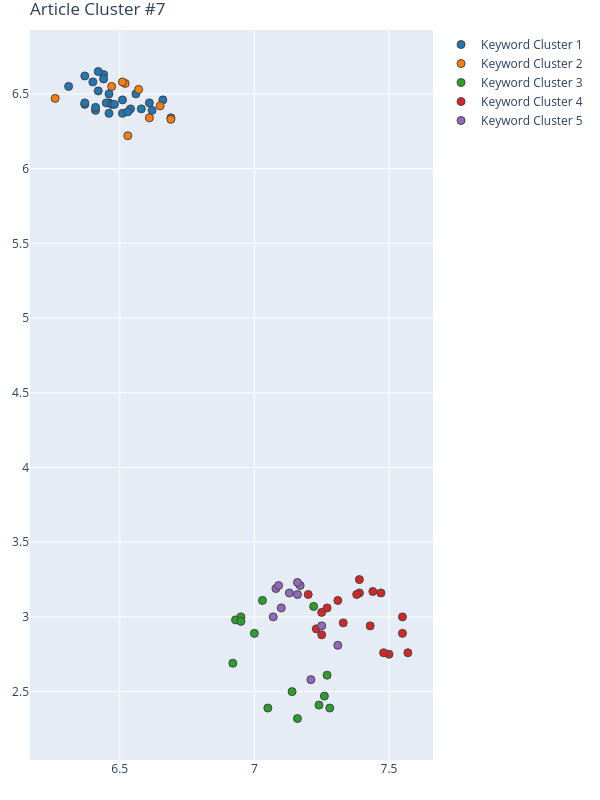 Article Cluster #7
Keyword Cluster 1
Keyword Cluster 2
Keyword Cluster 3
Keyword Cluster 4
Keyword Cluster 5
6.5
6
5.5
5
4.5
4
3.5
3
2.5
6.5 7 7.5